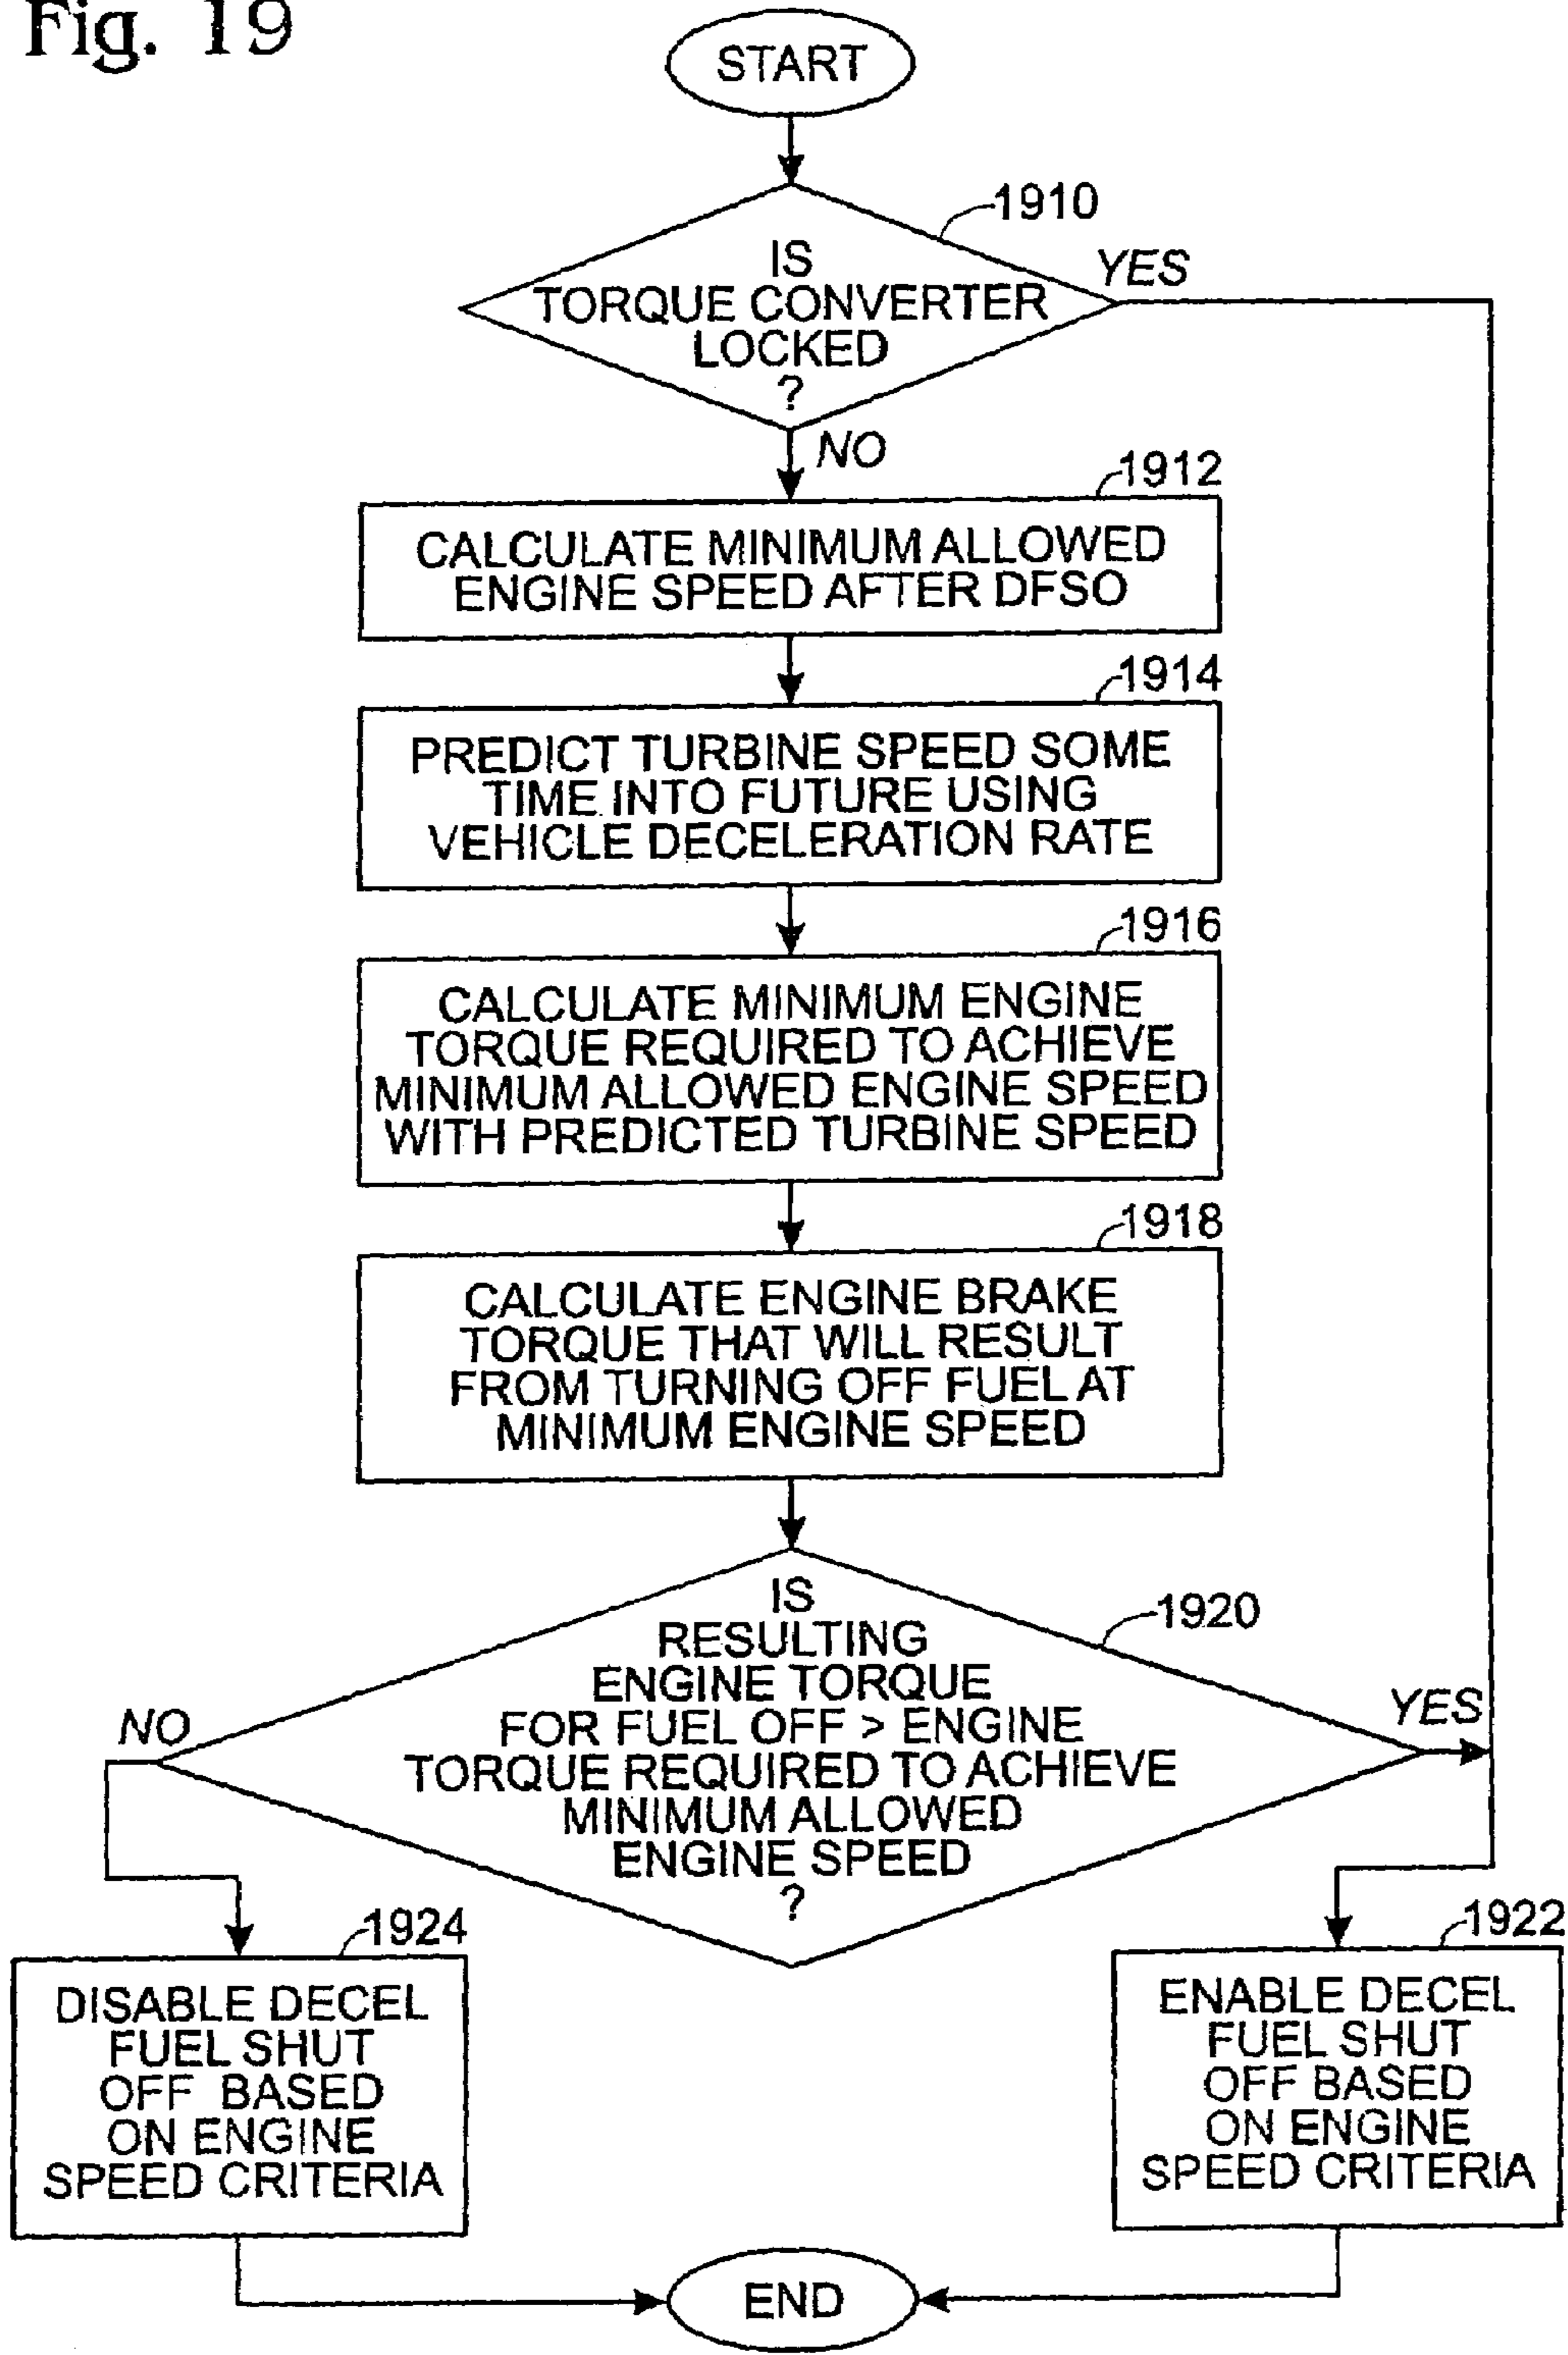 Fig. 19
START
1910
IS
TORQUE CONVERTER
LOCKED
?
YES
NO
1912
CALCULATE MINIMUM ALLOWED
ENGINE SPEED AFTER DFSO
1914
PREDICT TURBINE SPEED SOME
TIME INTO FUTURE USING
VEHICLE DECELERATION RATE
1916
CALCULATE MINIMUM ENGINE
TORQUE REQUIRED TO ACHIEVE
MINIMUM ALLOWED ENGINE SPEED
WITH PREDICTED TURBINE SPEED
1918
CALCULATE ENGINE BRAKE
TORQUE THAT WILL RESULT
FROM TURNING OFF FUEL AT
MINIMUM ENGINE SPEED
1920
IS
RESULTING
ENGINE TORQUE
FOR FUEL OFF > ENGINE
TORQUE REQUIRED TO ACHIEVE
MINIMUM ALLOWED
ENGINE SPEED
?
NO
YES
1924
DISABLE DECEL
FUEL SHUT
OFF BASED
ON ENGINE
SPEED CRITERIA
1922
ENABLE DECEL
FUEL SHUT
OFF BASED
ON ENGINE
SPEED CRITERIA
END